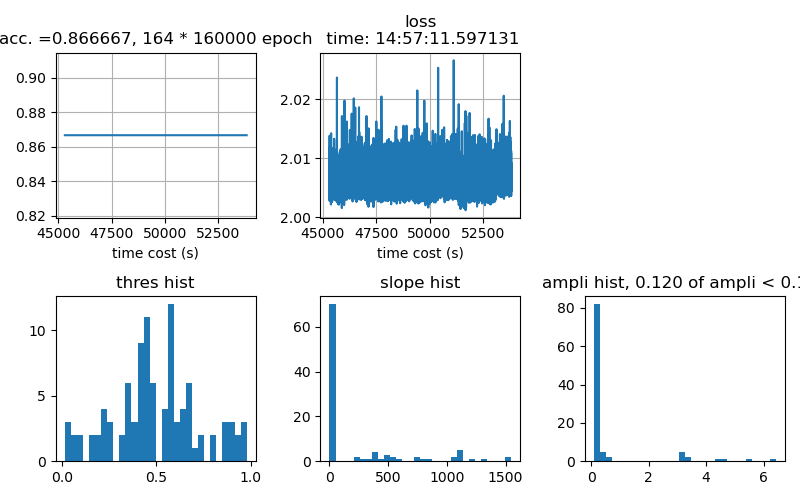 acc. =0.866667, 164 * 160000 epoch
loss
time: 14:57:11.597131
0.90
0.88
0.86
0.84
0.82
45000 47500 50000 52500
time cost (s)
2.02
2.01
2.00
45000 47500 50000 52500
time cost (s)
thres hist
10
5
0
0.0 0.5 1.0
slope hist
60
40
20
0
0 500 1000 1500
ampli hist, 0.120 of ampli < 0.1
80
60
40
20
0
0 2 4 6